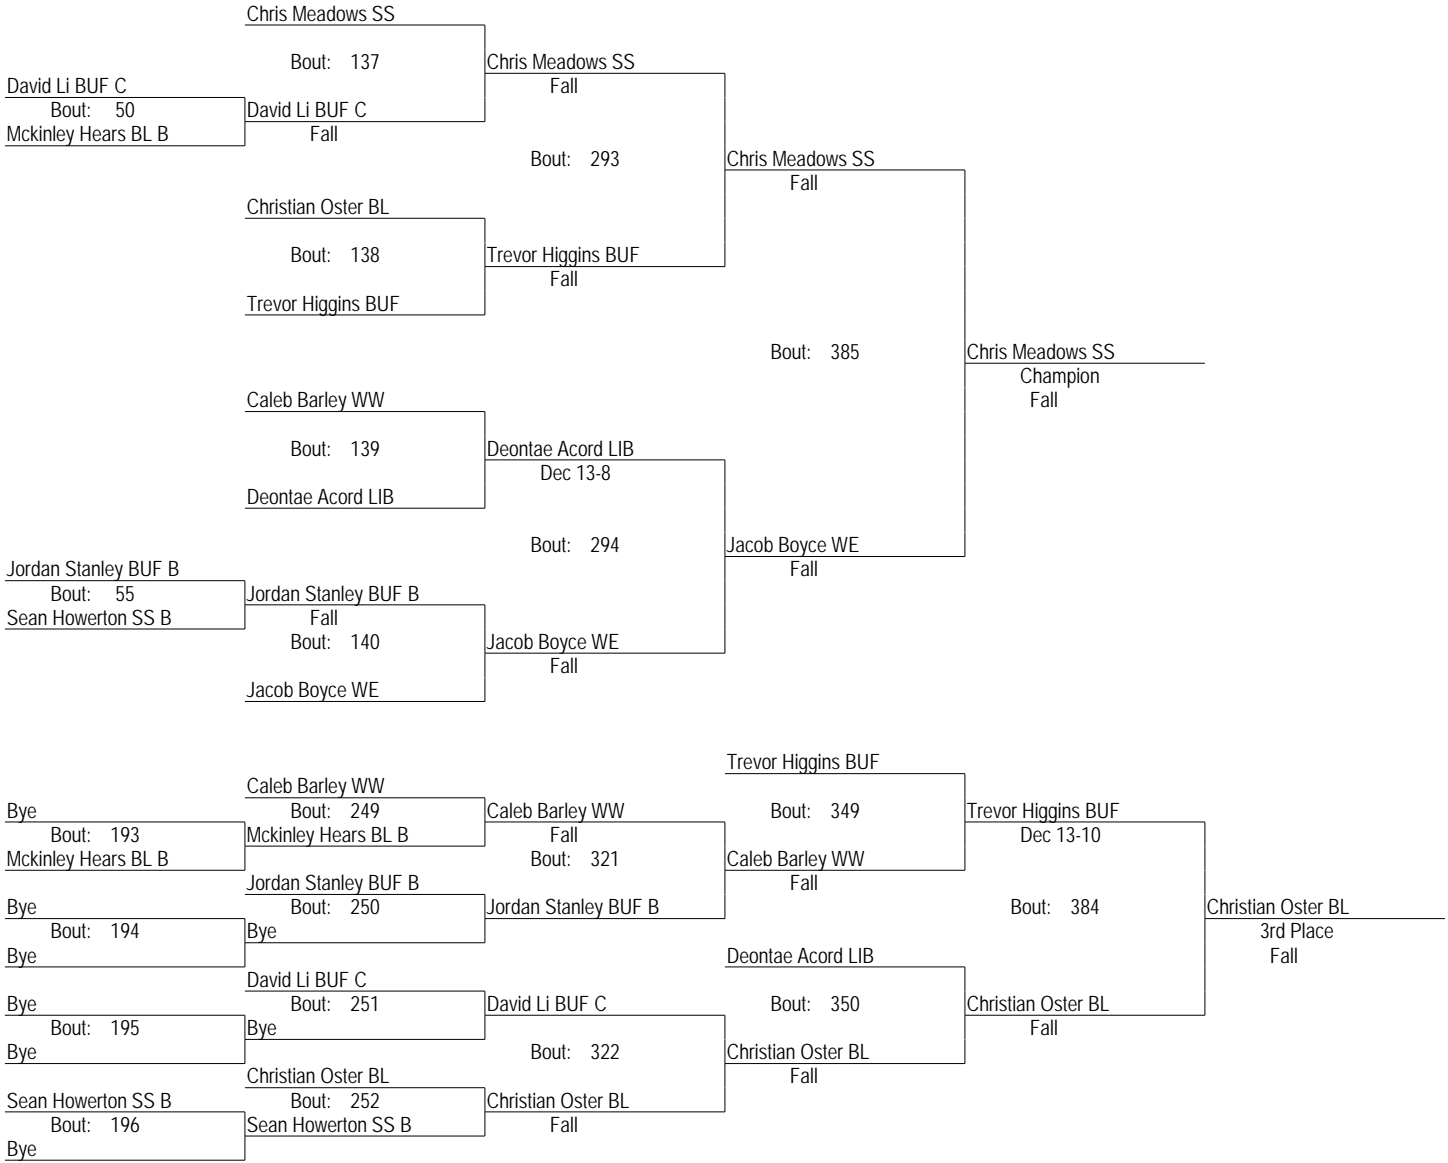 Chris Meadows SS
Bout: 137
Chris Meadows SS
David Li BUF C
Fall
Bout: 50
David Li BUF C
Mckinley Hears BL B
Fall
Bout: 293
Chris Meadows SS
Fall
Christian Oster BL
Bout: 138
Trevor Higgins BUF
Fall
Trevor Higgins BUF
Bout: 385
Chris Meadows SS
Champion
Fall
Caleb Barley WW
Bout: 139
Deontae Acord LIB
Dec 13-8
Deontae Acord LIB
Bout: 294
Jacob Boyce WE
Fall
Jordan Stanley BUF B
Bout: 55
Jordan Stanley BUF B
Sean Howerton SS B
Fall
Bout: 140
Jacob Boyce WE
Fall
Jacob Boyce WE
Trevor Higgins BUF
Caleb Barley WW
Bye
Bout: 249
Caleb Barley WW
Bout: 349
Trevor Higgins BUF
Bout: 193
Mckinley Hears BL B
Fall
Dec 13-10
Mckinley Hears BL B
Bout: 321
Caleb Barley WW
Jordan Stanley BUF B
Fall
Bye
Bout: 250
Jordan Stanley BUF B
Bout: 384
Christian Oster BL
Bout: 194
Bye
3rd Place
Bye
Deontae Acord LIB
Fall
David Li BUF C
Bye
Bout: 251
David Li BUF C
Bout: 350
Christian Oster BL
Bout: 195
Bye
Fall
Bye
Bout: 322
Christian Oster BL
Christian Oster BL
Fall
Sean Howerton SS B
Bout: 252
Christian Oster BL
Bout: 196
Sean Howerton SS B
Fall
Bye